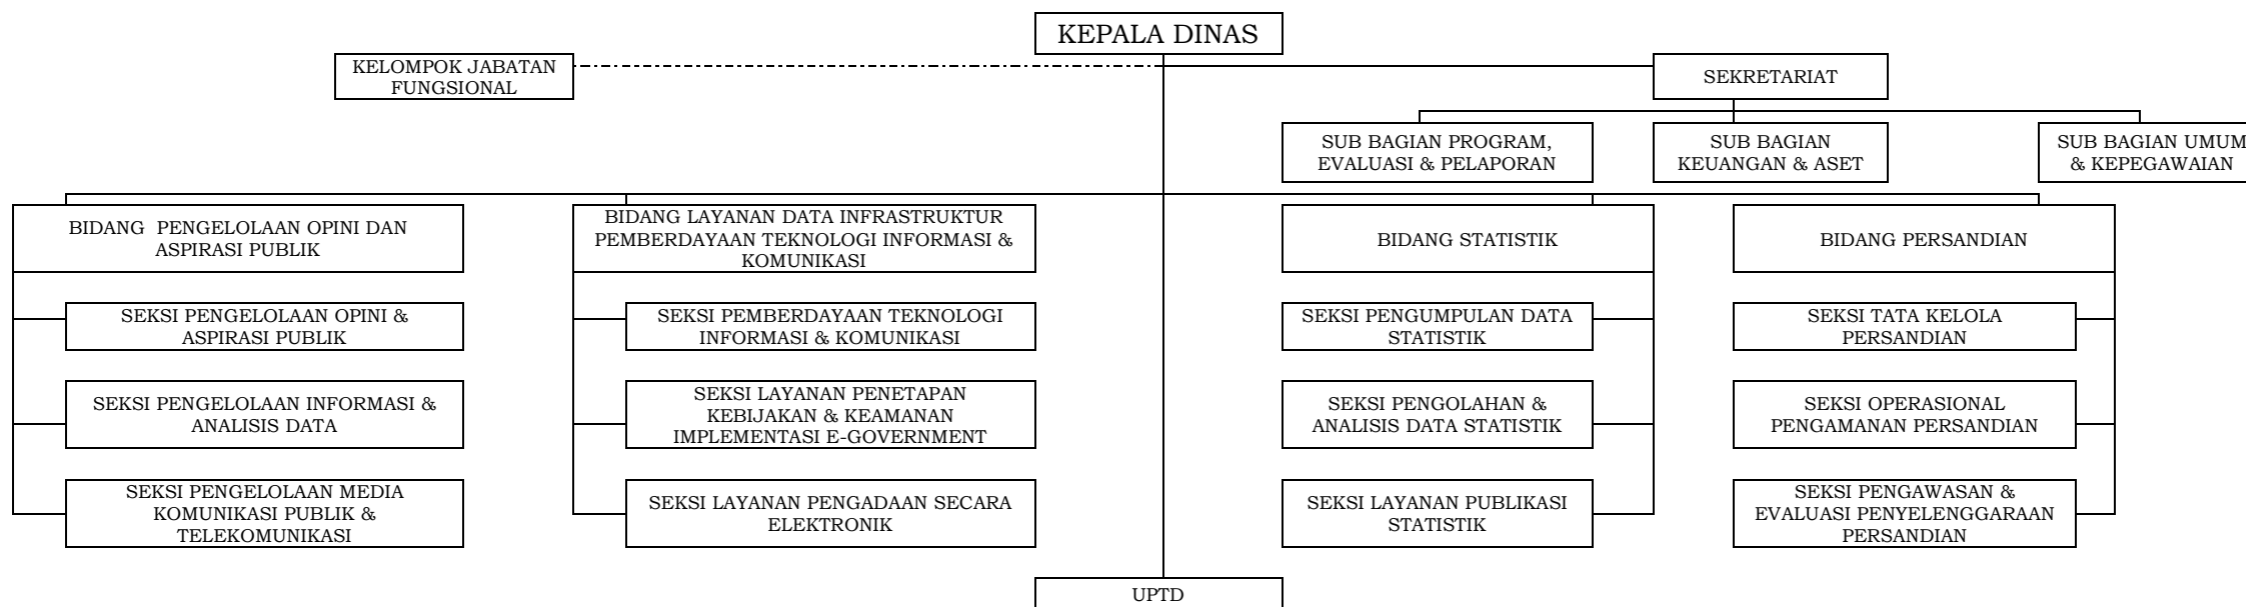 KEPALA DINAS
KELOMPOK JABATAN
FUNGSIONAL
SEKRETARIAT
SUB BAGIAN PROGRAM,
EVALUASI & PELAPORAN
SUB BAGIAN
KEUANGAN & ASET
SUB BAGIAN UMUM
& KEPEGAWAIAN
BIDANG PENGELOLAAN OPINI DAN
ASPIRASI PUBLIK
BIDANG LAYANAN DATA INFRASTRUKTUR
PEMBERDAYAAN TEKNOLOGI INFORMASI &
KOMUNIKASI
BIDANG STATISTIK
BIDANG PERSANDIAN
SEKSI PENGELOLAAN OPINI &
ASPIRASI PUBLIK
SEKSI PEMBERDAYAAN TEKNOLOGI
INFORMASI & KOMUNIKASI
SEKSI PENGUMPULAN DATA
STATISTIK
SEKSI TATA KELOLA
PERSANDIAN
SEKSI PENGELOLAAN INFORMASI &
ANALISIS DATA
SEKSI LAYANAN PENETAPAN
KEBIJAKAN & KEAMANAN
IMPLEMENTASI E-GOVERNMENT
SEKSI PENGOLAHAN &
ANALISIS DATA STATISTIK
SEKSI OPERASIONAL
PENGAMANAN PERSANDIAN
SEKSI PENGELOLAAN MEDIA
KOMUNIKASI PUBLIK &
TELEKOMUNIKASI
SEKSI LAYANAN PENGADAAN SECARA
ELEKTRONIK
SEKSI LAYANAN PUBLIKASI
STATISTIK
SEKSI PENGAWASAN &
EVALUASI PENYELENGGARAAN
PERSANDIAN
UPTD